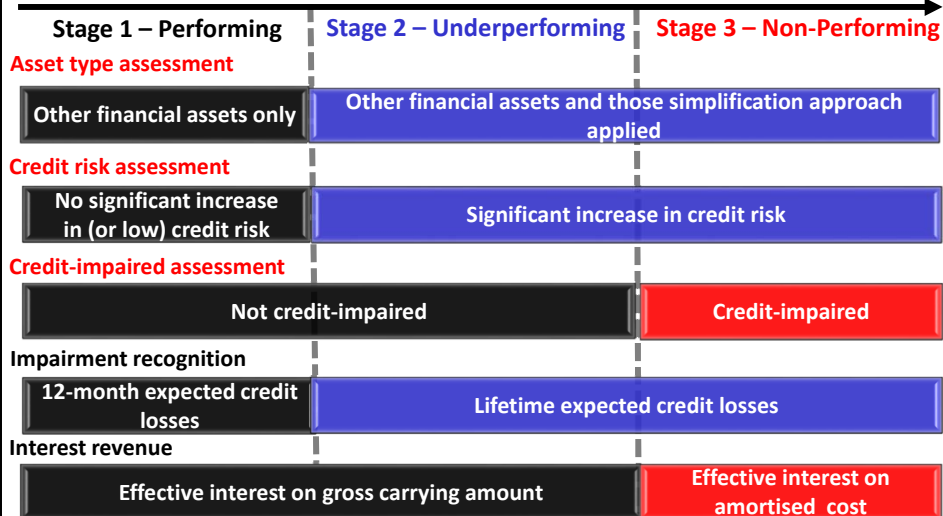 Stage 1 – Performing
Stage 2 – Underperforming
Stage 3 – Non-Performing
Asset type assessment
Other financial assets only
Other financial assets and those simplification approach
applied
Credit risk assessment
No significant increase
in (or low) credit risk
Significant increase in credit risk
Credit-impaired assessment
Not credit-impaired
Credit-impaired
Impairment recognition
12-month expected credit
losses
Lifetime expected credit losses
Interest revenue
Effective interest on gross carrying amount
Effective interest on
amortised cost